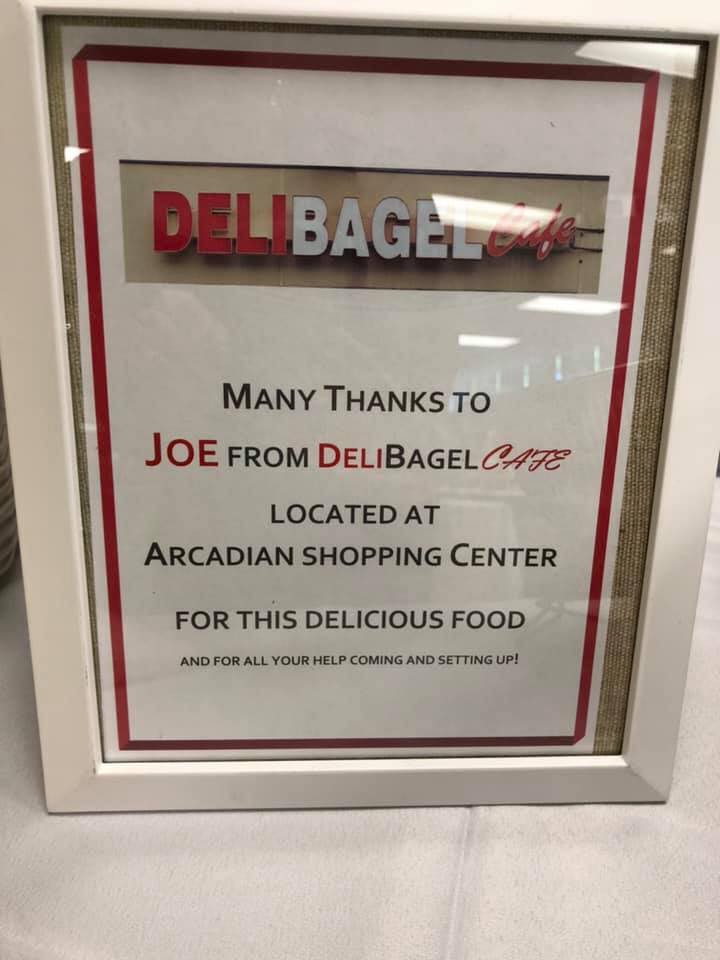 DELIBAGEL Cafe
MANY THANKS TO
JOE FROM DELIBAGEL CAFE
LOCATED AT
ARCADIAN SHOPPING CENTER
FOR THIS DELICIOUS FOOD
AND FOR ALL YOUR HELP COMING AND SETTING UP!